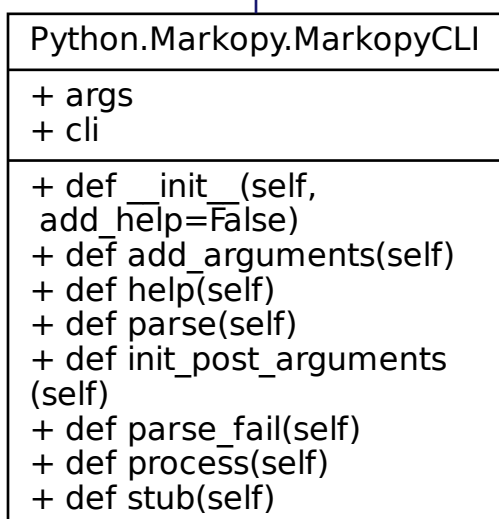 Python.Markopy.MarkopyCLI
+ args
+ cli
+ def __init__(self,
add_help=False)
+ def add_arguments(self)
+ def help(self)
+ def parse(self)
+ def init_post_arguments
(self)
+ def parse_fail(self)
+ def process(self)
+ def stub(self)